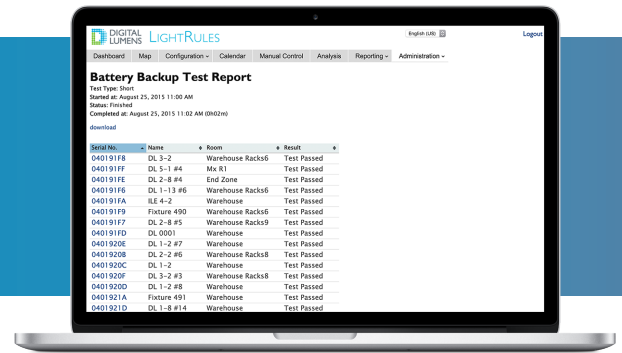 DIGITAL LUMENS LIGHTRULES
English (US)
Logout
Dashboard Map Configuration Calendar Manual Control Analysis Reporting Administration
Battery Backup Test Report
Test Type: Short
Started at: August 25, 2015 11:00 AM
Status: Finished
Completed at: August 25, 2015 11:02 AM (0h02m)
download
Serial No. Name Room Result
040191F8 DL 3-2 Warehouse Racks6 Test Passed
040191FF DL 5-1 #4 Mx R1 Test Passed
040191FE DL 2-8 #4 End Zone Test Passed
040191F6 DL 1-13 #6 Warehouse Racks6 Test Passed
040191FA ILE 4-2 Warehouse Test Passed
040191F9 Fixture 490 Warehouse Racks6 Test Passed
040191F7 DL 2-8 #5 Warehouse Racks9 Test Passed
040191FD DL 0001 Warehouse Test Passed
0401920E DL 1-2 #7 Warehouse Test Passed
0401920B DL 2-2 #6 Warehouse Racks8 Test Passed
0401920C DL 1-2 Warehouse Test Passed
0401920F DL 3-2 #3 Warehouse Racks8 Test Passed
0401920D DL 1-2 #8 Warehouse Test Passed
0401921A Fixture 491 Warehouse Test Passed
0401921D DL 1-8 #14 Warehouse Test Passed